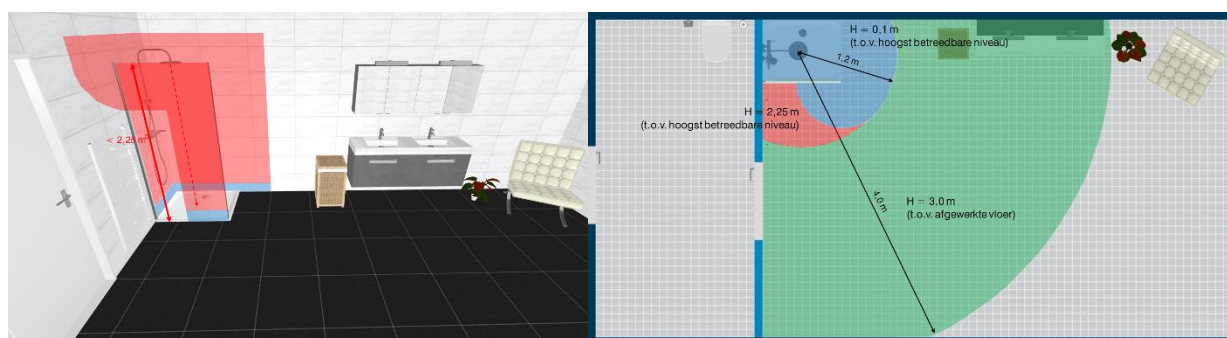 < 2,25 m
H = 0,1 m
(t.o.v. hoogst betreedbare niveau)
1,2 m
H = 2,25 m
(t.o.v. hoogst betreedbare niveau)
4,0 m
H = 3,0 m
(t.o.v. afgewerkte vloer)